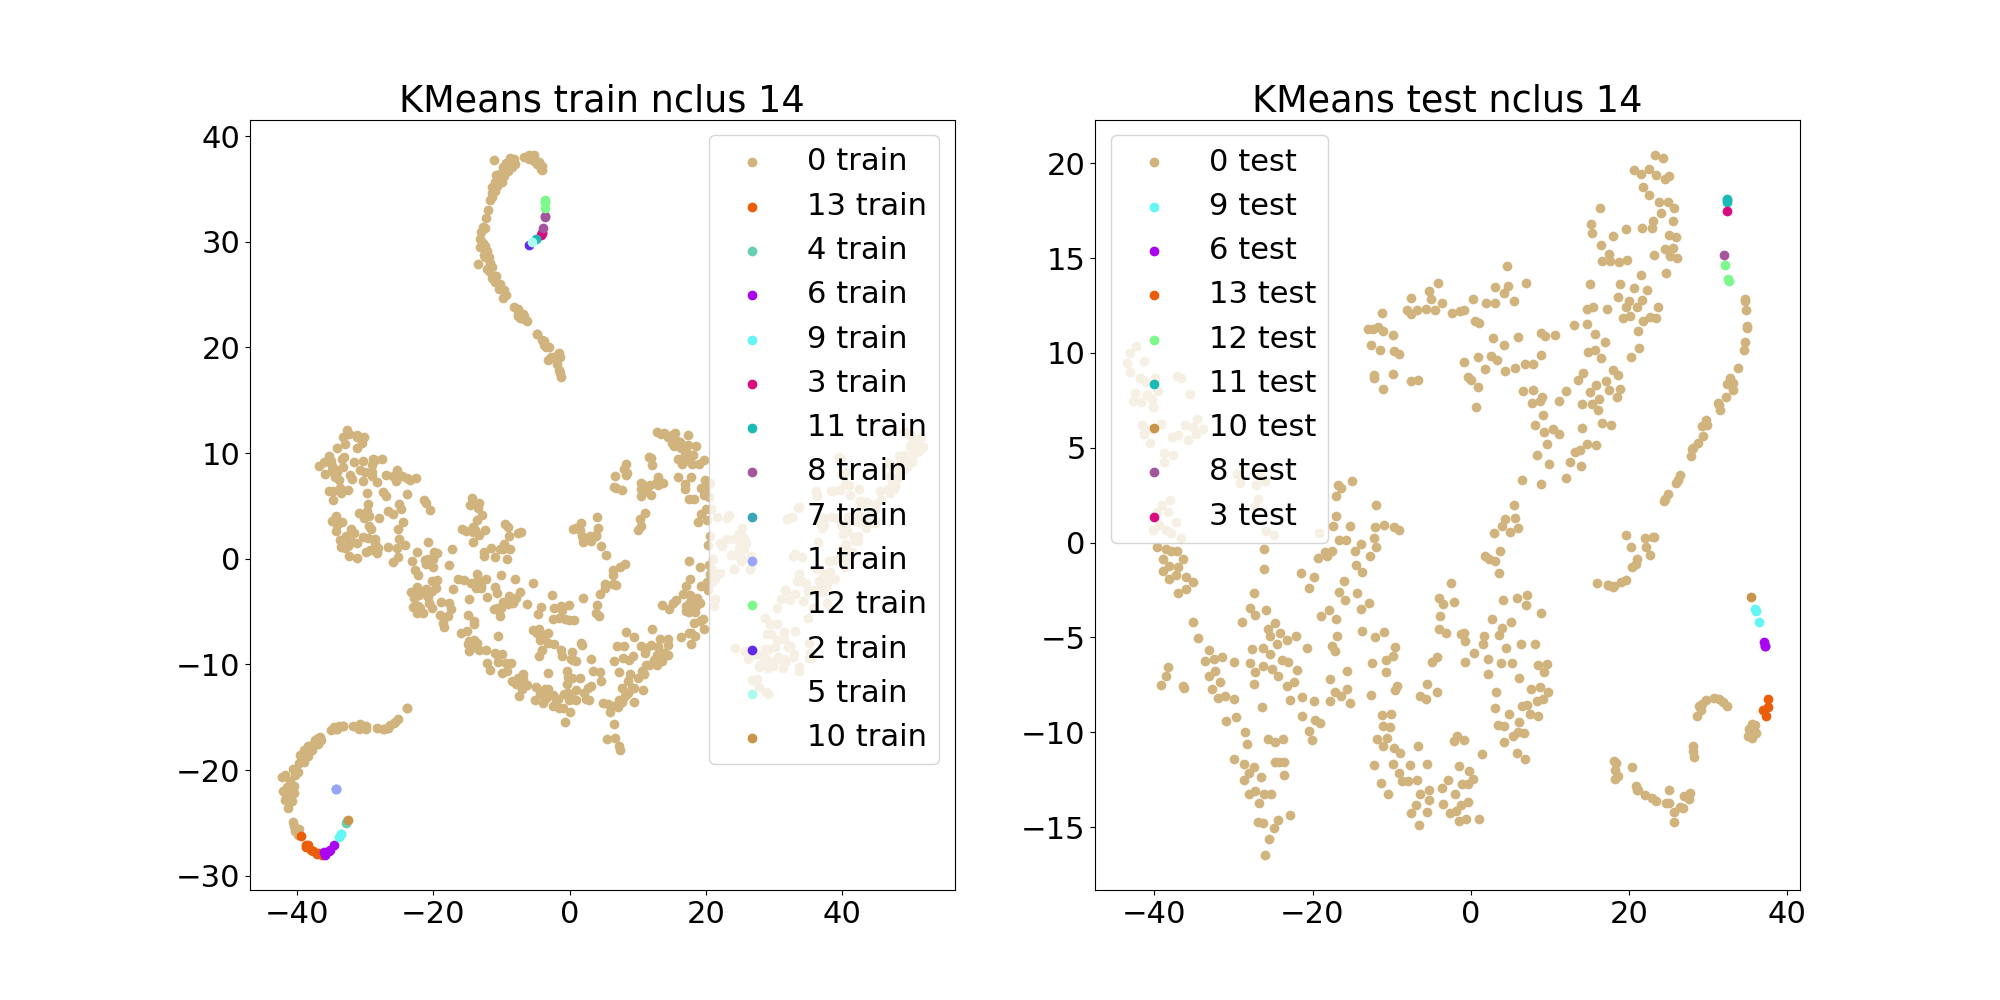 KMeans train nclus 14
40
30
20
10
0
−10
−20
−30
−40
−20
0
20
40
0 train
13 train
4 train
6 train
9 train
3 train
11 train
8 train
7 train
1 train
12 train
2 train
5 train
10 train
KMeans test nclus 14
20
15
10
5
0
−5
−10
−15
−40
−20
0
20
40
0 test
9 test
6 test
13 test
12 test
11 test
10 test
8 test
3 test